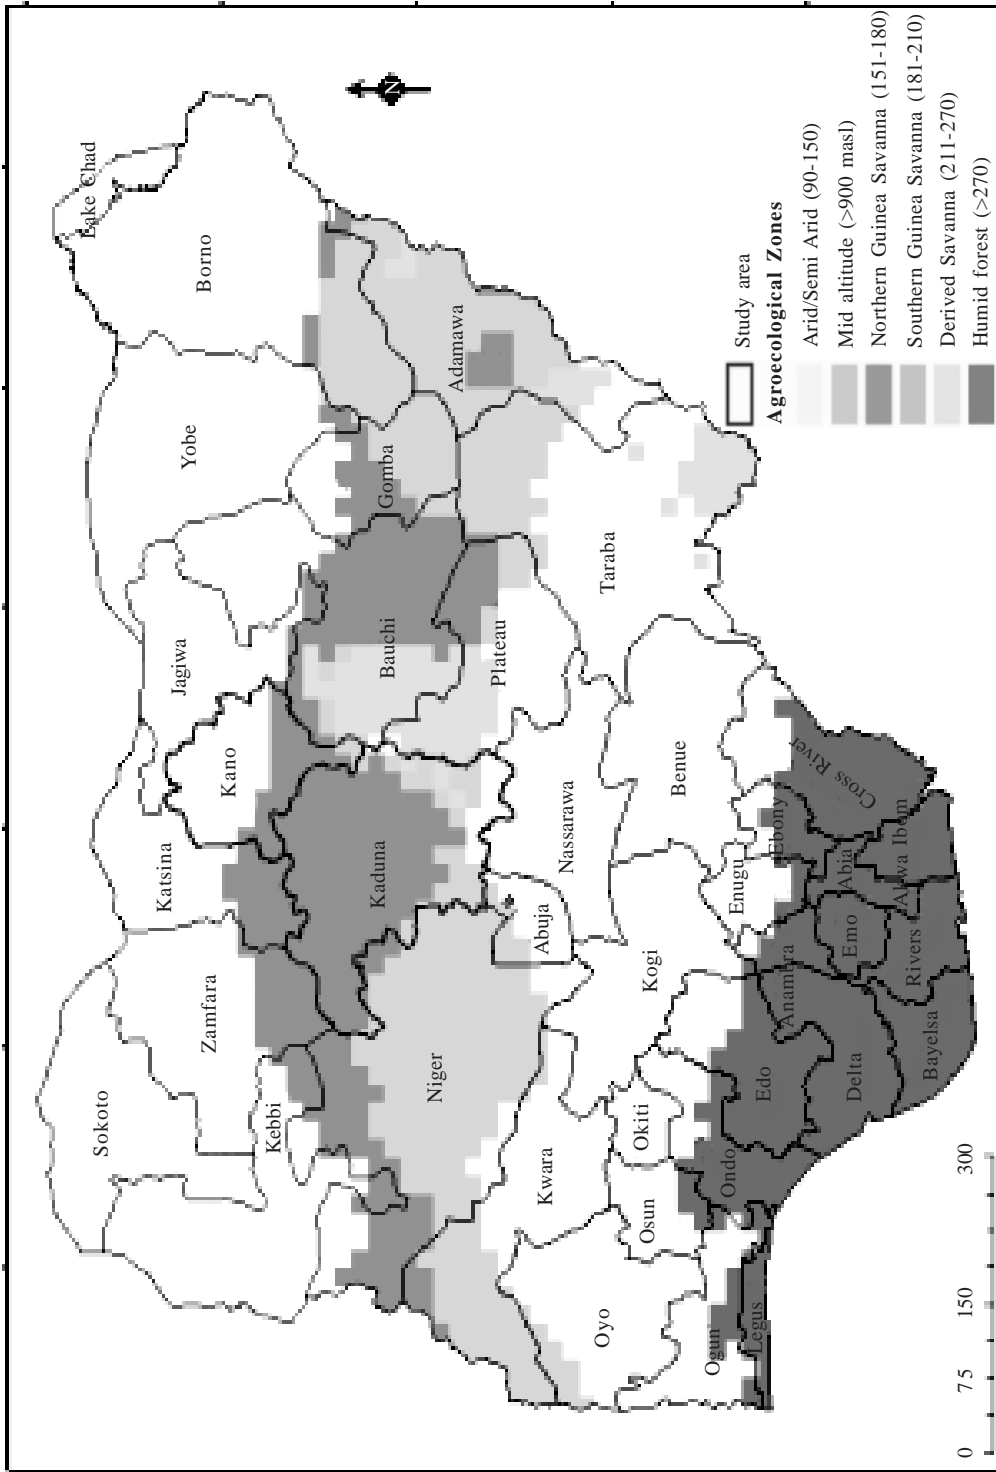 Lake Chad
Borno
N
Yobe
Adamawa
Gomba
Jagiwa
Bauchi
Plateau
Taraba
Kano
Katsina
Kaduna
Nassarawa
Benue
Abuja
Zamfara
Sokoto
Kebbi
Niger
Kwara
Kogi
Okiti
Osun
Oyo
Ogun
Legus
Ondo
Edo
Delta
Bayelsa
Rivers
Emo
Anambra
Enugu
Ebony
Abia
Akwa Ibom
Cross River
Study area
Agroecological Zones
Arid/Semi Arid (90-150)
Mid altitude (>900 masl)
Northern Guinea Savanna (151-180)
Southern Guinea Savanna (181-210)
Derived Savanna (211-270)
Humid forest (>270)
0 75 150 300